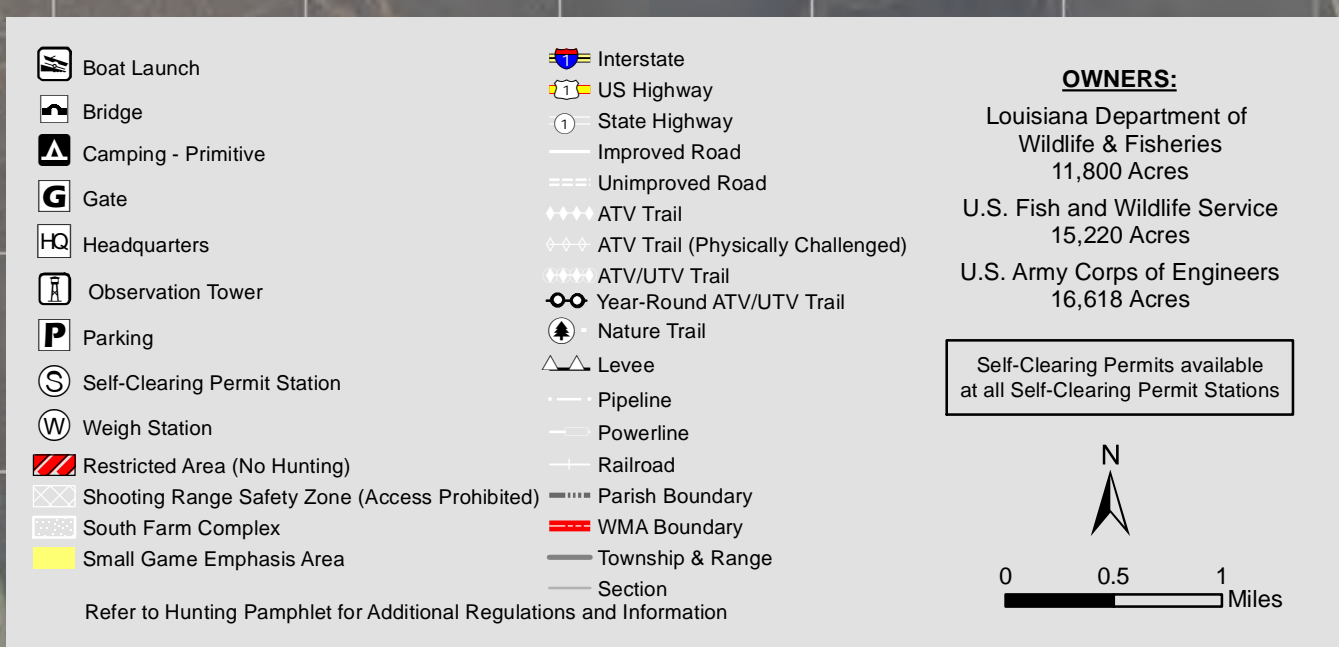 Boat Launch
Bridge
Camping - Primitive
G Gate
HQ Headquarters
Observation Tower
P Parking
S Self-Clearing Permit Station
W Weigh Station
Restricted Area (No Hunting)
Shooting Range Safety Zone (Access Prohibited)
South Farm Complex
Small Game Emphasis Area
1 Interstate
1 US Highway
1 State Highway
Improved Road
Unimproved Road
ATV Trail
ATV Trail (Physically Challenged)
ATV/UTV Trail
Year-Round ATV/UTV Trail
Nature Trail
Levee
Pipeline
Powerline
Railroad
Parish Boundary
WMA Boundary
Township & Range
Section
Refer to Hunting Pamphlet for Additional Regulations and Information
OWNERS:
Louisiana Department of
Wildlife & Fisheries
11,800 Acres
U.S. Fish and Wildlife Service
15,220 Acres
U.S. Army Corps of Engineers
16,618 Acres
Self-Clearing Permits available
at all Self-Clearing Permit Stations
N
0 0.5 1
Miles